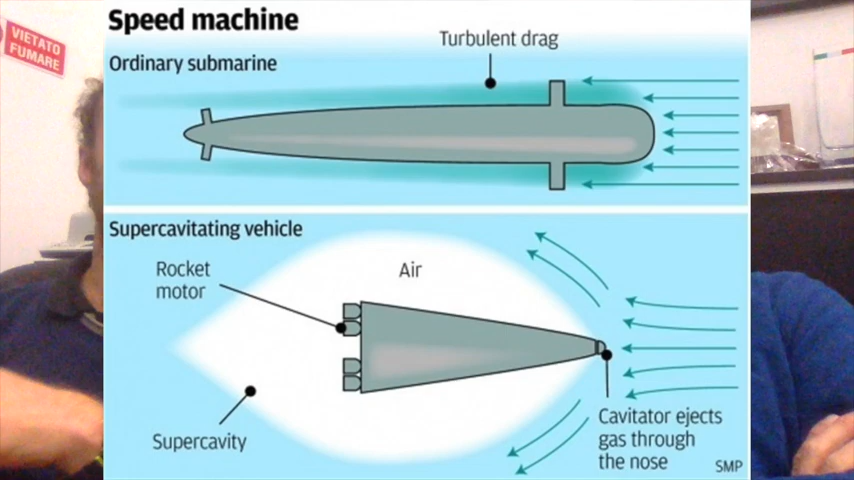 VIETATO
FUMARE
Speed machine
Turbulent drag
Ordinary submarine
Supercavitating vehicle
Rocket
motor
Air
Supercavity
Cavitator ejects
gas through
the nose
SMP